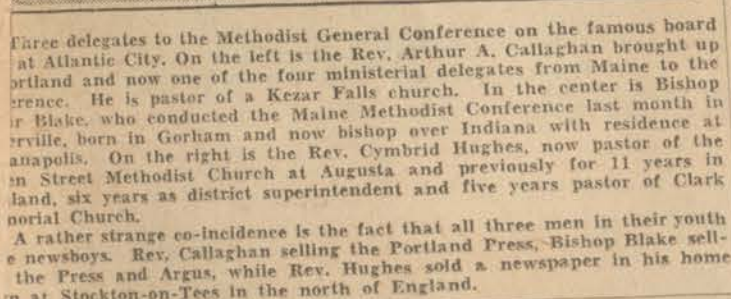 Three delegates to the Methodist General Conference on the famous board
at Atlantic City. On the left is the Rev. Arthur A. Callaghan brought up
ortland and now one of the four ministerial delegates from Maine to the
erence. He is pastor of a Kezar Falls church. In the center is Bishop
r Blake, who conducted the Maine Methodist Conference last month in
erville, born in Gorham and now bishop over Indiana with residence at
anapolis. On the right is the Rev. Cymbrid Hughes, now pastor of the
en Street Methodist Church at Augusta and previously for 11 years in
land, six years as district superintendent and five years pastor of Clark
norial Church.
A rather strange co-incidence is the fact that all three men in their youth
e newsboys. Rev. Callaghan selling the Portland Press, Bishop Blake sell-
the Press and Argus, while Rev. Hughes sold a newspaper in his home
n at Stockton-on-Tees in the north of England.